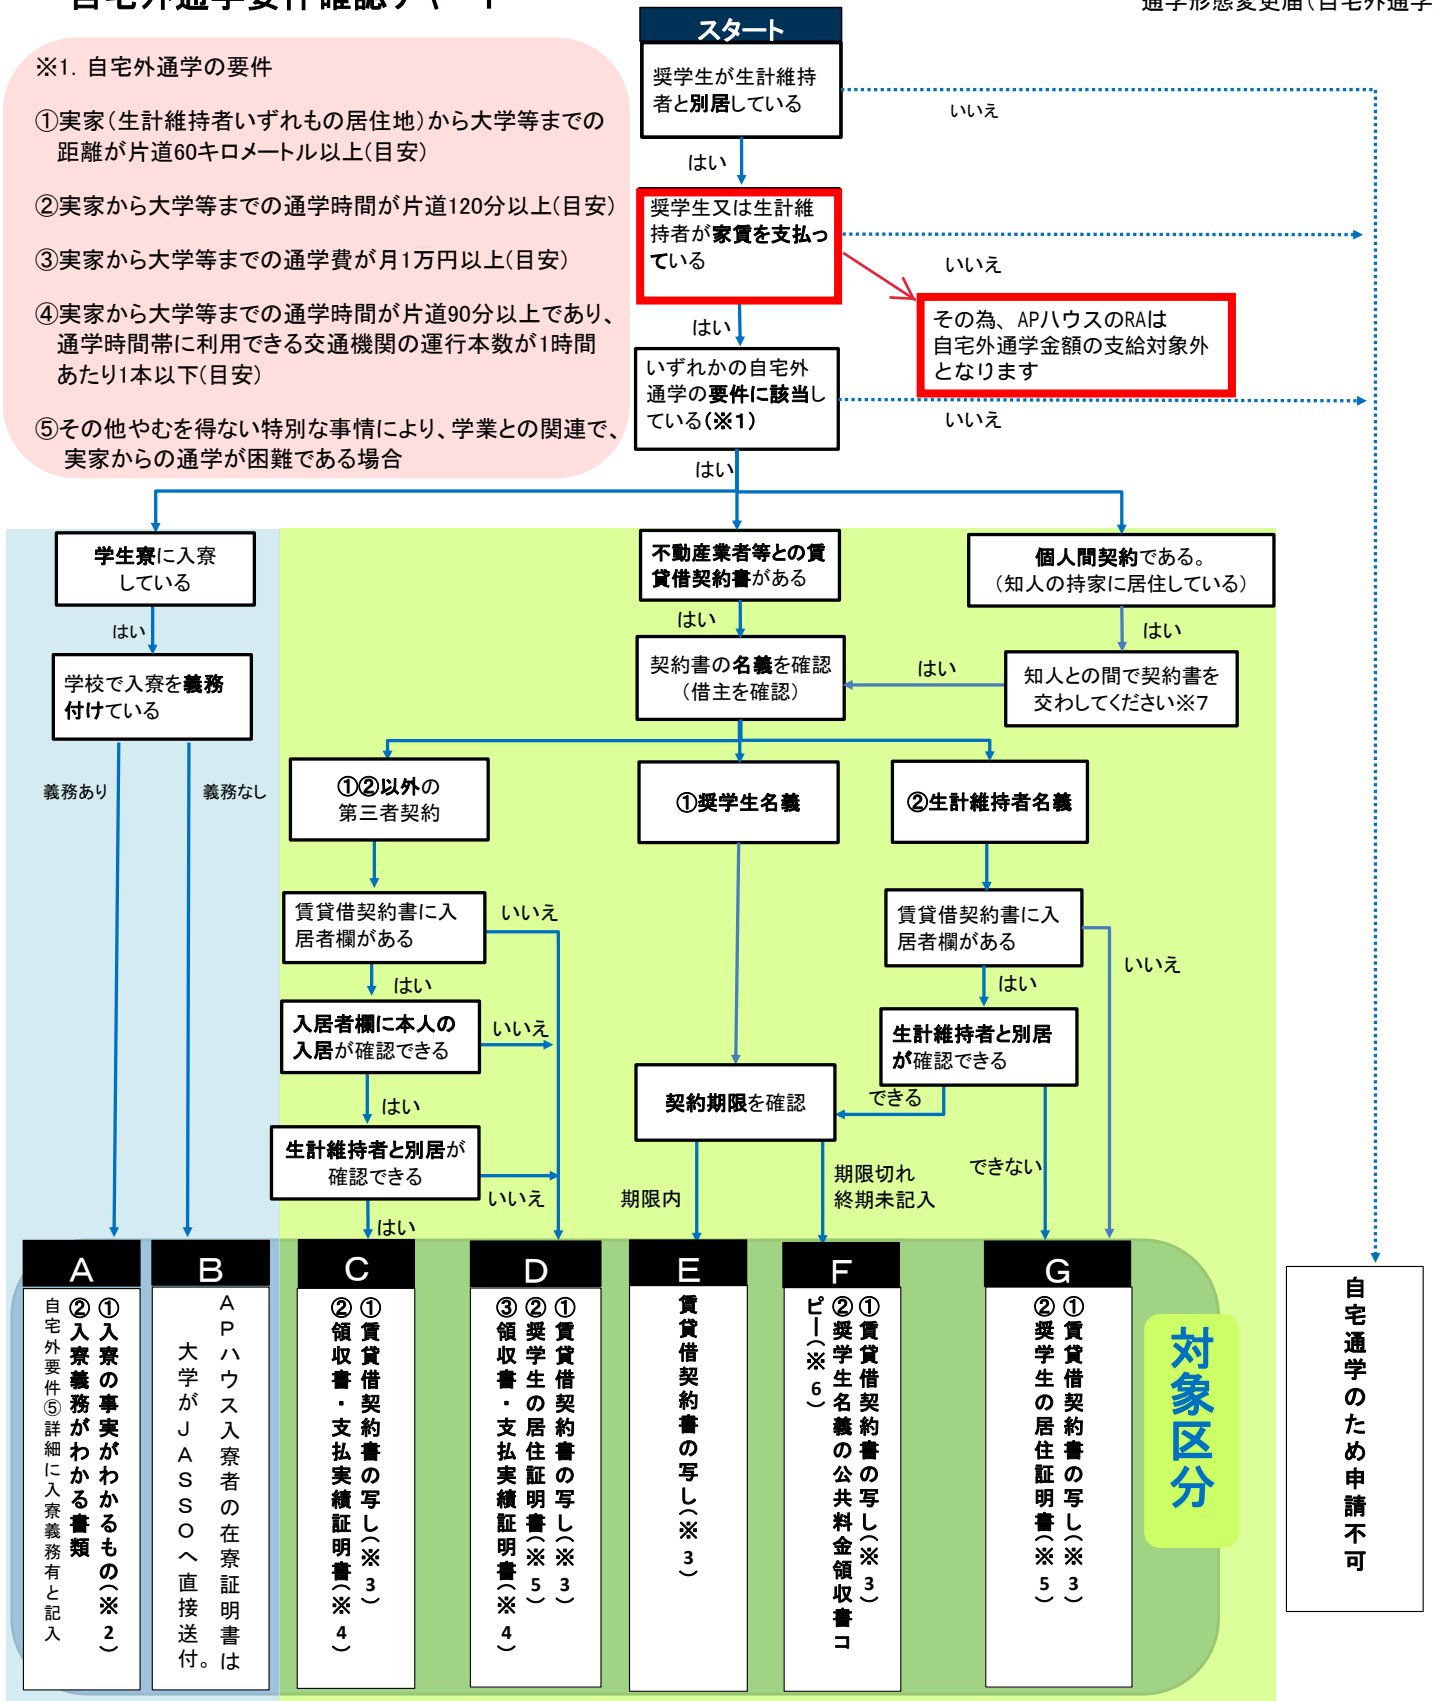 自宅外通学要件確認チャート
通学形態変更届（自宅外通学
※1．自宅外通学の要件
①実家（生計維持者いずれもの居住地）から大学等までの
距離が片道60キロメートル以上(目安）
②実家から大学等までの通学時間が片道120分以上(目安）
③実家から大学等までの通学費が月1万円以上(目安）
④実家から大学等までの通学時間が片道90分以上であり、
通学時間帯に利用できる交通機関の運行本数が1時間
あたり1本以下(目安）
⑤その他やむを得ない特別な事情により、学業との関連で、
実家からの通学が困難である場合
スタート
奨学生が生計維持
者と別居している
いいえ
はい
奨学生又は生計維
持者が家賃を支払っ
ている
いいえ
その為、APハウスのRAは
自宅外通学金額の支給対象外
となります
はい
いずれかの自宅外
通学の要件に該当し
ている(※1)
いいえ
はい
学生寮に入寮
している
はい
学校で入寮を義務
付けている
義務あり
義務なし
不動産業者等との賃
貸借契約書がある
はい
契約書の名義を確認
（借主を確認）
個人間契約である。
（知人の持家に居住している）
はい
知人との間で契約書を
交わしてください※7
はい
①②以外の
第三者契約
①奨学生名義
②生計維持者名義
賃貸借契約書に入
居者欄がある
いいえ
はい
入居者欄に本人の
入居が確認できる
いいえ
はい
生計維持者と別居が
確認できる
いいえ
はい
賃貸借契約書に入
居者欄がある
いいえ
はい
生計維持者と別居
が確認できる
できる
できない
契約期限を確認
期限内
期限切れ
終期未記入
A
①入寮の事実がわかるもの（※2）
②入寮義務がわかる書類
自宅外要件⑤詳細に入寮義務有と記入
B
APハウス入寮者の在寮証明書は
大学がJASSOへ直接送付。
C
①賃貸借契約書の写し（※3）
②領収書・支払実績証明書（※4）
D
①賃貸借契約書の写し（※3）
②奨学生の居住証明書（※5）
③領収書・支払実績証明書（※4）
E
賃貸借契約書の写し（※3）
F
①賃貸借契約書の写し（※3）
②奨学生名義の公共料金領収書コ
ピー（※6）
G
①賃貸借契約書の写し（※3）
②奨学生の居住証明書（※5）
対象区分
自宅通学のため申請不可